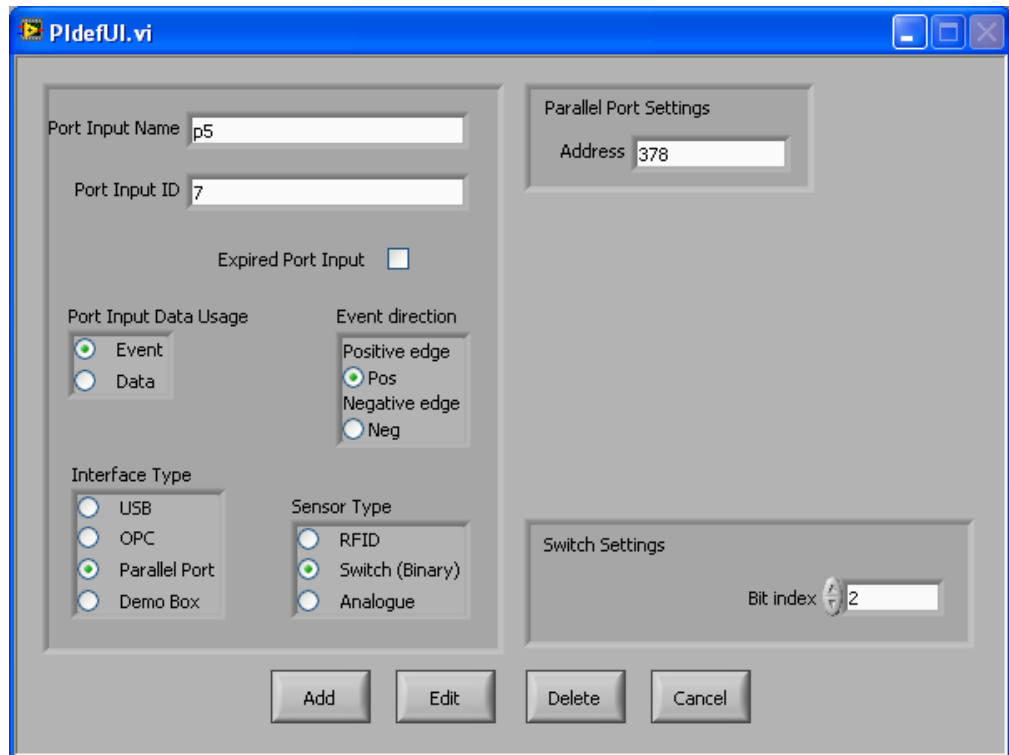 PIdefUI.vi
Port Input Name p5
Port Input ID 7
Expired Port Input
Port Input Data Usage
Event
Data
Event direction
Positive edge
Pos
Negative edge
Neg
Interface Type
USB
OPC
Parallel Port
Demo Box
Sensor Type
RFID
Switch (Binary)
Analogue
Parallel Port Settings
Address 378
Switch Settings
Bit index 2
Add Edit Delete Cancel